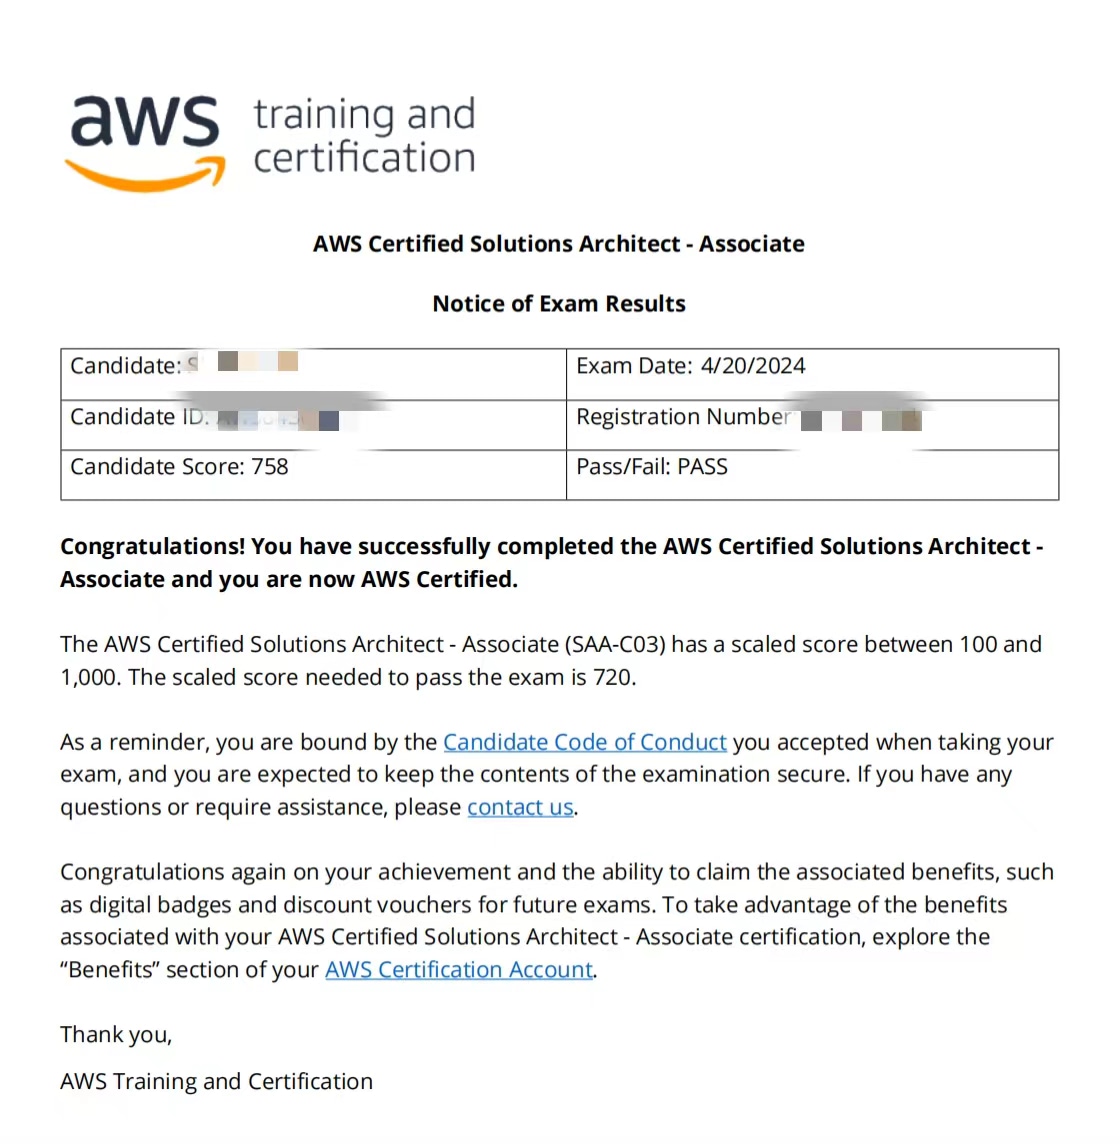 aws training and
certification
AWS Certified Solutions Architect - Associate
Notice of Exam Results
Candidate:
Exam Date: 4/20/2024
Candidate ID:
Registration Number
Candidate Score: 758
Pass/Fail: PASS
Congratulations! You have successfully completed the AWS Certified Solutions Architect -
Associate and you are now AWS Certified.
The AWS Certified Solutions Architect - Associate (SAA-C03) has a scaled score between 100 and
1,000. The scaled score needed to pass the exam is 720.
As a reminder, you are bound by the Candidate Code of Conduct you accepted when taking your
exam, and you are expected to keep the contents of the examination secure. If you have any
questions or require assistance, please contact us.
Congratulations again on your achievement and the ability to claim the associated benefits, such
as digital badges and discount vouchers for future exams. To take advantage of the benefits
associated with your AWS Certified Solutions Architect - Associate certification, explore the
“Benefits” section of your AWS Certification Account.
Thank you,
AWS Training and Certification